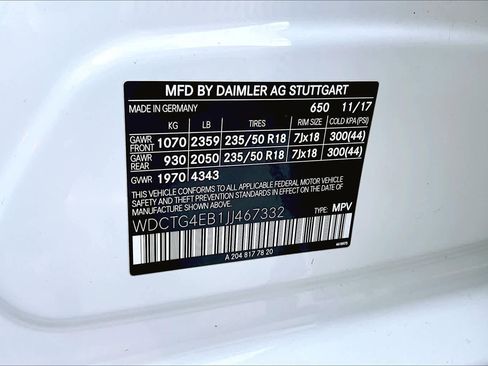 MFD BY DAIMLER AG STUTTGART
MADE IN GERMANY 650 11/17
KG LB TIRES RIM SIZE COLD KPA (PSI)
GAWR FRONT 1070 2359 235/50 R18 7Jx18 300(44)
GAWR REAR 930 2050 235/50 R18 7Jx18 300(44)
GVWR 1970 4343
THIS VEHICLE CONFORMS TO ALL APPLICABLE FEDERAL MOTOR VEHICLE
SAFETY AND THEFT PREVENTION STANDARDS IN EFFECT ON THE DATE
OF MANUFACTURE SHOWN ABOVE.
WDCTG4EB1JJ467332 TYPE: MPV
A 204 817 78 20